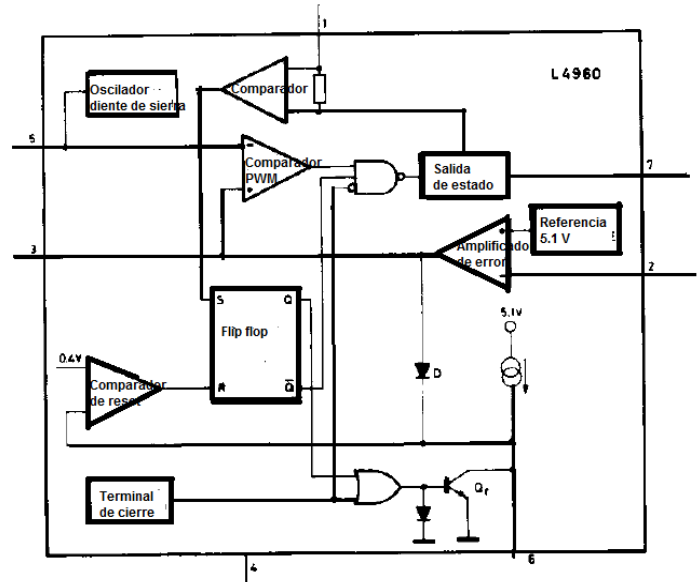 1
L4960
Oscilador
diente de sierra
Comparador
5
Comparador
PWM
Salida
de estado
7
Referencia
5.1 V
Amplificado
de error
3
2
S
Q
Flip flop
R
Q
5.1V
0.4V
Comparador
de reset
D
Terminal
de cierre
Qr
4
6